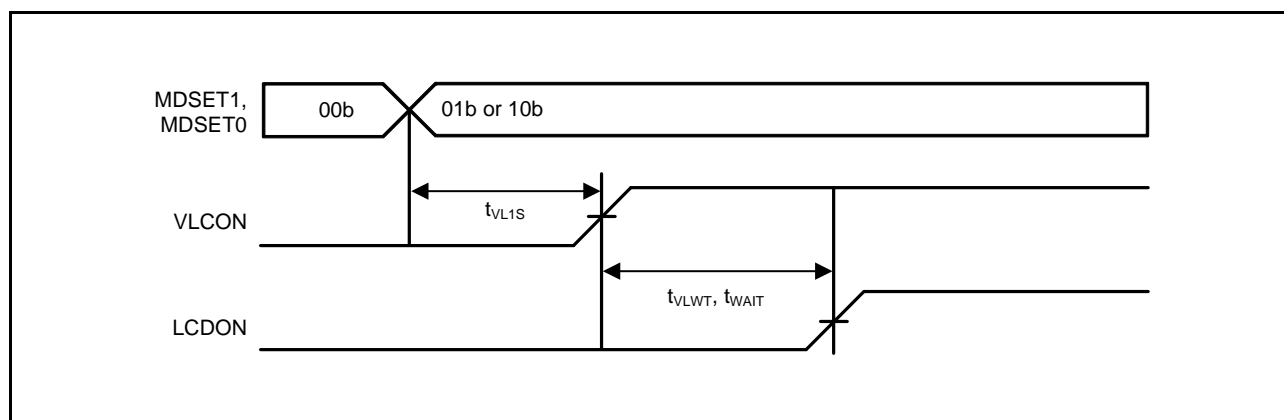 MDSET1,
MDSET0
00b
01b or 10b
tVL1S
VLCON
tVLWT, tWAIT
LCDON